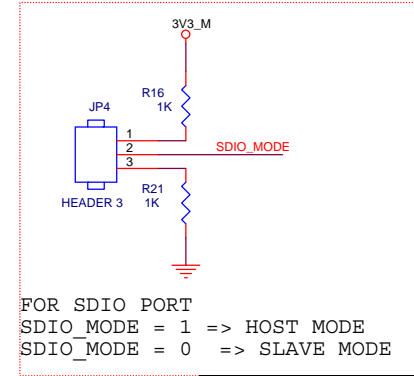 3V3_M
R16
1K
JP4
1
2
3
SDIO_MODE
R21
1K
HEADER 3
FOR SDIO PORT
SDIO_MODE = 1 => HOST MODE
SDIO_MODE = 0 => SLAVE MODE